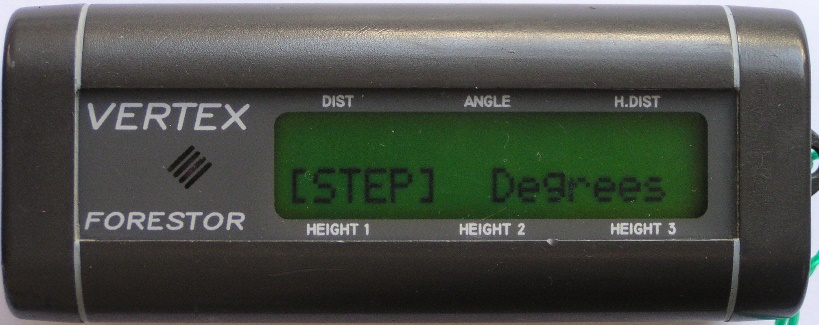 VERTEX
FORESTOR
DIST ANGLE H.DIST
[STEP] Degrees
HEIGHT 1 HEIGHT 2 HEIGHT 3